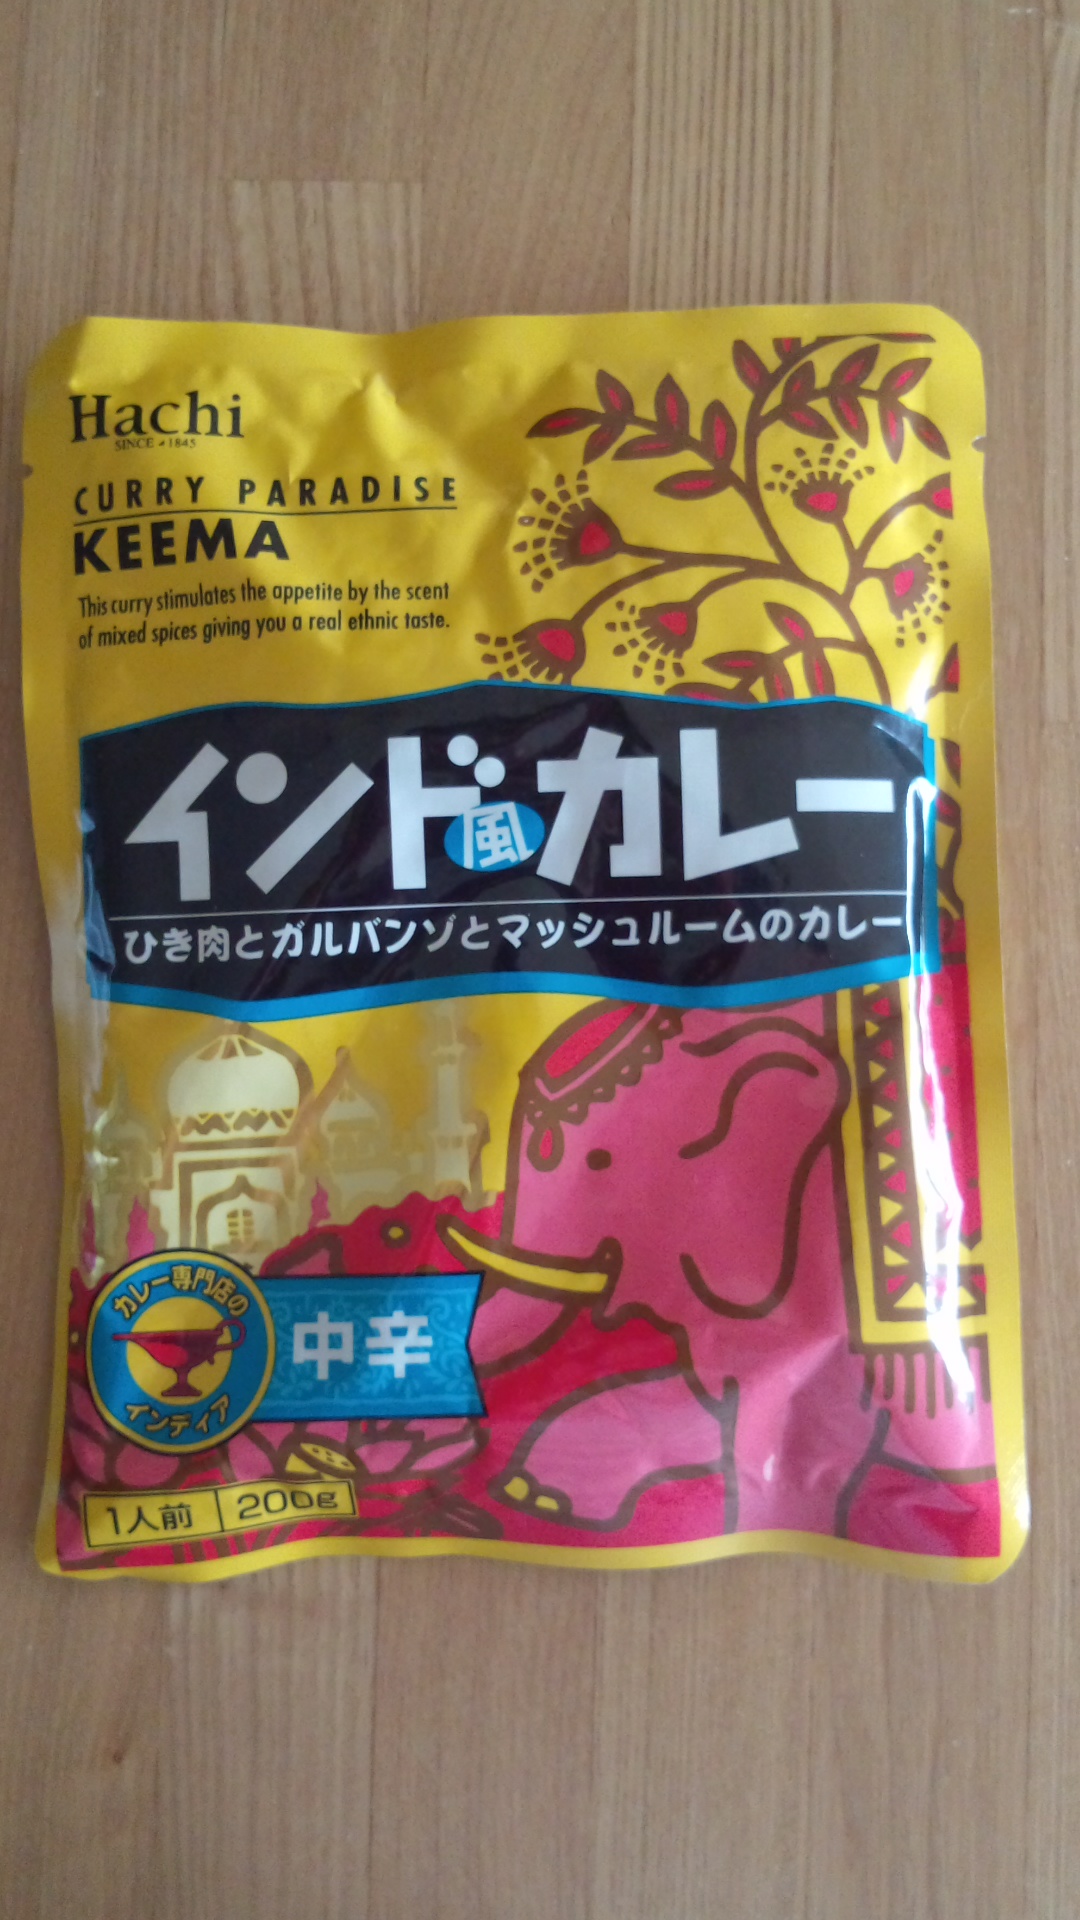 Hachi
SINCE 1845
CURRY PARADISE
KEEMA
This curry stimulates the appetite by the scent
of mixed spices giving you a real ethnic taste.
インド風カレー
ひき肉とガルバンゾとマッシュルームのカレー
カレー専門店の
インディア
中辛
1人前 200g